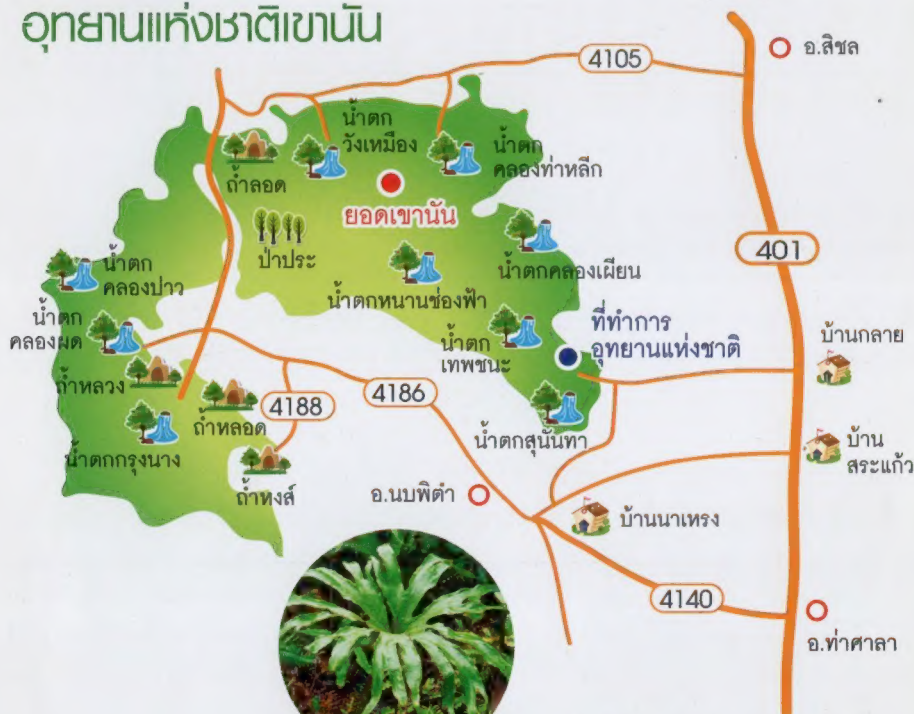 อุทยานแห่งชาติเขานัน
4105
อ.สิชล
น้ำตก
วังเหมือง
น้ำตก
คลองท่าหลีก
ถ้ำลอด
ยอดเขานัน
ป่าประ
น้ำตกคลองเผียน
401
น้ำตก
คลองปาว
น้ำตกหนานช่องฟ้า
น้ำตก
คลองผด
น้ำตก
เทพชนะ
ที่ทำการ
อุทยานแห่งชาติ
บ้านกลาย
ถ้ำหลวง
ถ้ำหลอด
4188
4186
น้ำตกกรุงนาง
น้ำตกสุนันทา
บ้าน
สระแก้ว
ถ้ำหงส์
อ.นบพิตำ
บ้านนาเหรง
4140
อ.ท่าศาลา